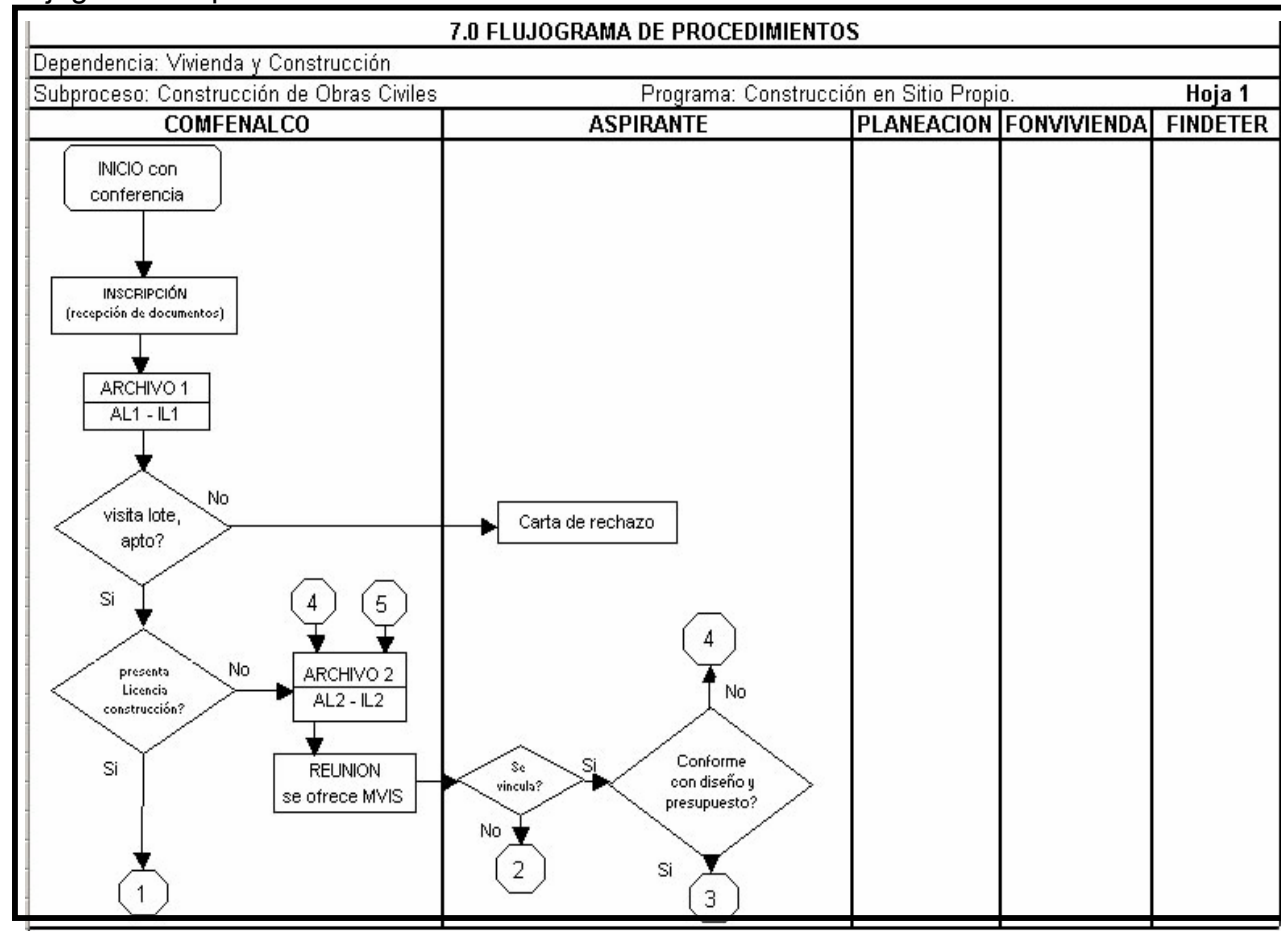 7.0 FLUJOGRAMA DE PROCEDIMIENTOS
Dependencia: Vivienda y Construcción
Subproceso: Construcción de Obras Civiles Programa: Construcción en Sitio Propio. Hoja 1
COMFENALCO ASPIRANTE PLANEACION FONVIVIENDA FINDETER
INICIO con
conferencia
INSCRIPCIÓN
(recepción de documentos)
ARCHIVO 1
AL1 - IL1
visita lote,
apto?
No
Carta de rechazo
Si
4
5
presenta
Licencia
construcción?
No
ARCHIVO 2
AL2 - IL2
Si
REUNION
se ofrece MVIS
Se
vincula?
Si
No
2
Conforme
con diseño y
presupuesto?
No
4
Si
3
1